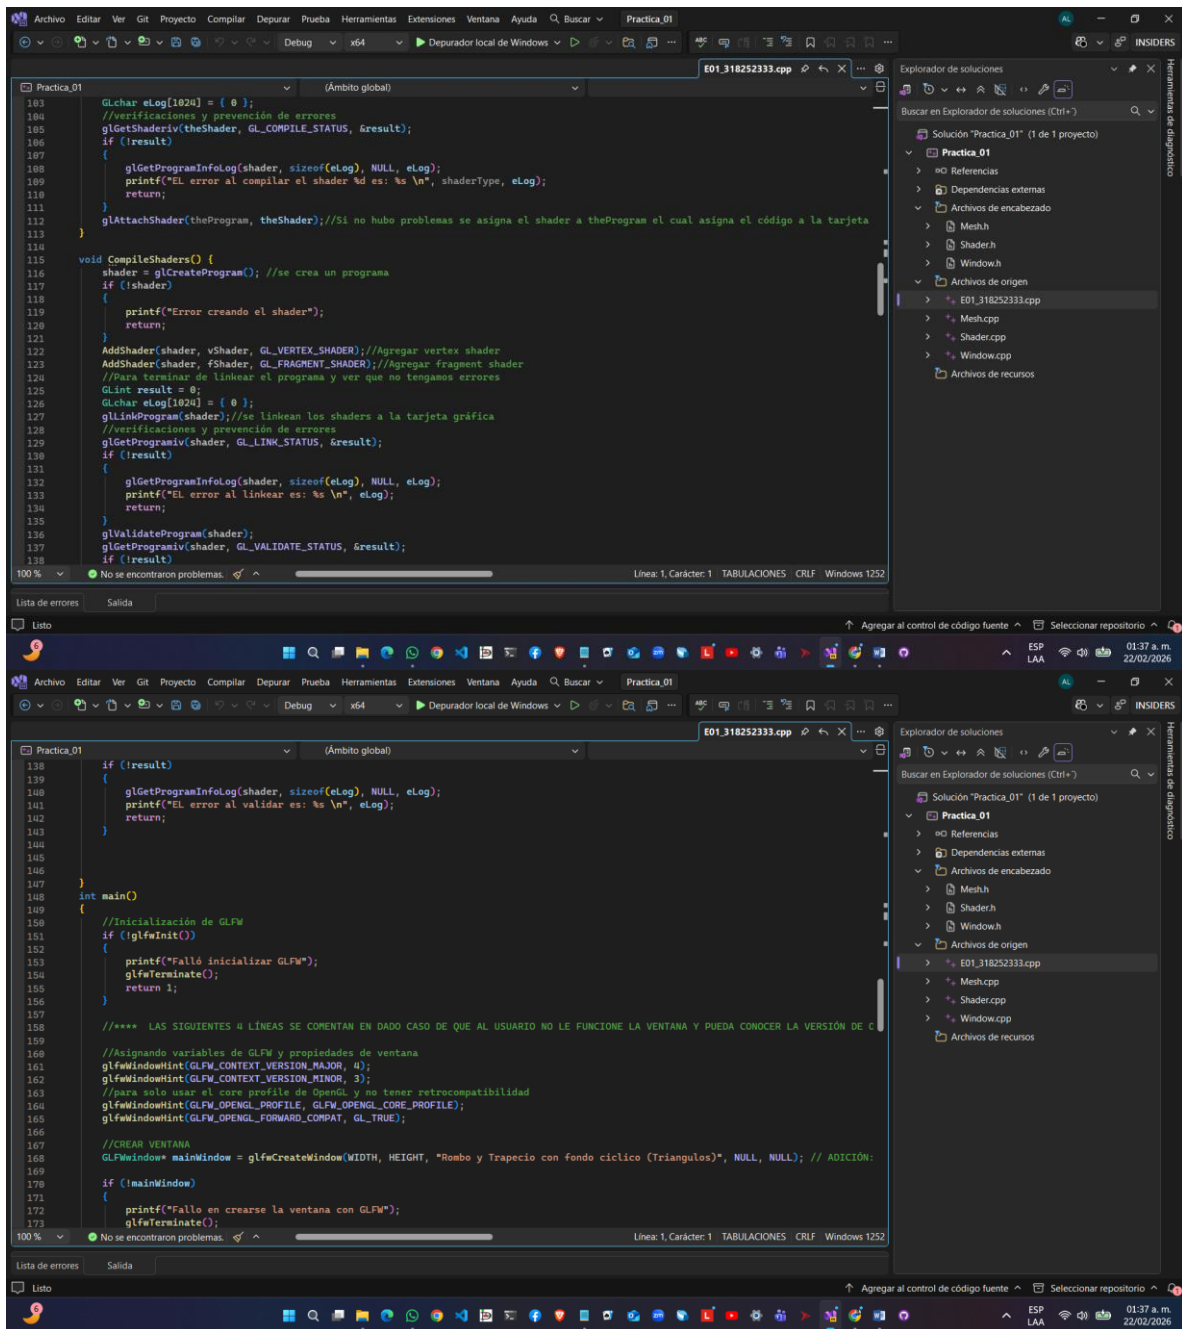 Archivo Editar Ver Git Proyecto Compilar Depurar Prueba Herramientas Extensiones Ventana Ayuda Buscar Practica_01 AL
Debug x64 Depurador local de Windows INSIDERS
E01_318252333.cpp Explorador de soluciones
Practica_01 (Ámbito global)
Herramientas de diagnóstico
Buscar en Explorador de soluciones (Ctrl+¨)
Solución "Practica_01" (1 de 1 proyecto)
Practica_01
Referencias
Dependencias externas
Archivos de encabezado
Mesh.h
Shader.h
Window.h
Archivos de origen
E01_318252333.cpp
Mesh.cpp
Shader.cpp
Window.cpp
Archivos de recursos
103 GLchar eLog[1024] = { 0 };
104 //verificaciones y prevención de errores
105 glGetShaderiv(theShader, GL_COMPILE_STATUS, &result);
106 if (!result)
107 {
108 glGetProgramInfoLog(shader, sizeof(eLog), NULL, eLog);
109 printf("EL error al compilar el shader %d es: %s \n", shaderType, eLog);
110 return;
111 }
112 glAttachShader(theProgram, theShader);//Si no hubo problemas se asigna el shader a theProgram el cual asigna el código a la tarjeta
113 }
114
115 void CompileShaders() {
116 shader = glCreateProgram(); //se crea un programa
117 if (!shader)
118 {
119 printf("Error creando el shader");
120 return;
121 }
122 AddShader(shader, vShader, GL_VERTEX_SHADER);//Agregar vertex shader
123 AddShader(shader, fShader, GL_FRAGMENT_SHADER);//Agregar fragment shader
124 //Para terminar de linkear el programa y ver que no tengamos errores
125 GLint result = 0;
126 GLchar eLog[1024] = { 0 };
127 glLinkProgram(shader);//se linkean los shaders a la tarjeta gráfica
128 //verificaciones y prevención de errores
129 glGetProgramiv(shader, GL_LINK_STATUS, &result);
130 if (!result)
131 {
132 glGetProgramInfoLog(shader, sizeof(eLog), NULL, eLog);
133 printf("EL error al linkear es: %s \n", eLog);
134 return;
135 }
136 glValidateProgram(shader);
137 glGetProgramiv(shader, GL_VALIDATE_STATUS, &result);
138 if (!result)
100 % No se encontraron problemas. Línea: 1, Carácter: 1 TABULACIONES CRLF Windows 1252
Lista de errores Salida
Listo Agregar al control de código fuente Seleccionar repositorio 1
6 ESP LAA 01:37 a. m. 22/02/2026
Archivo Editar Ver Git Proyecto Compilar Depurar Prueba Herramientas Extensiones Ventana Ayuda Buscar Practica_01 AL
Debug x64 Depurador local de Windows INSIDERS
E01_318252333.cpp Explorador de soluciones
Practica_01 (Ámbito global)
Herramientas de diagnóstico
Buscar en Explorador de soluciones (Ctrl+¨)
Solución "Practica_01" (1 de 1 proyecto)
Practica_01
Referencias
Dependencias externas
Archivos de encabezado
Mesh.h
Shader.h
Window.h
Archivos de origen
E01_318252333.cpp
Mesh.cpp
Shader.cpp
Window.cpp
Archivos de recursos
138 if (!result)
139 {
140 glGetProgramInfoLog(shader, sizeof(eLog), NULL, eLog);
141 printf("EL error al validar es: %s \n", eLog);
142 return;
143 }
144
145
146
147 }
148 int main()
149 {
150 //Inicialización de GLFW
151 if (!glfwInit())
152 {
153 printf("Falló inicializar GLFW");
154 glfwTerminate();
155 return 1;
156 }
157
158 //**** LAS SIGUIENTES 4 LÍNEAS SE COMENTAN EN DADO CASO DE QUE AL USUARIO NO LE FUNCIONE LA VENTANA Y PUEDA CONOCER LA VERSIÓN DE
159
160 //Asignando variables de GLFW y propiedades de ventana
161 glfwWindowHint(GLFW_CONTEXT_VERSION_MAJOR, 4);
162 glfwWindowHint(GLFW_CONTEXT_VERSION_MINOR, 3);
163 //para solo usar el core profile de OpenGL y no tener retrocompatibilidad
164 glfwWindowHint(GLFW_OPENGL_PROFILE, GLFW_OPENGL_CORE_PROFILE);
165 glfwWindowHint(GLFW_OPENGL_FORWARD_COMPAT, GL_TRUE);
166
167 //CREAR VENTANA
168 GLFWwindow* mainWindow = glfwCreateWindow(WIDTH, HEIGHT, "Rombo y Trapecio con fondo ciclico (Triangulos)", NULL, NULL); // ADICIÓN:
169
170 if (!mainWindow)
171 {
172 printf("Fallo en crearse la ventana con GLFW");
173 glfwTerminate();
100 % No se encontraron problemas. Línea: 1, Carácter: 1 TABULACIONES CRLF Windows 1252
Lista de errores Salida
Listo Agregar al control de código fuente Seleccionar repositorio 1
6 ESP LAA 01:37 a. m. 22/02/2026